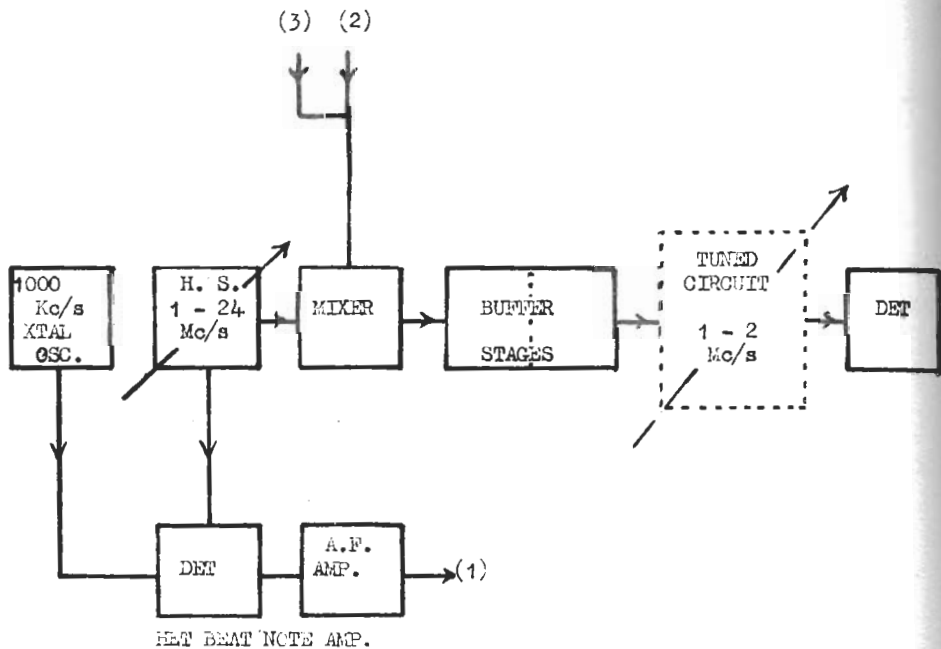 (3) (2)
1000
Kc/s
XTAL
OSC.
H. S.
1 - 24
Mc/s
MIXER
BUFFER
STAGES
TUNED
CIRCUIT
1 - 2
Mc/s
DET
DET
A.F.
AMP.
(1)
HET BEAT NOTE AMP.